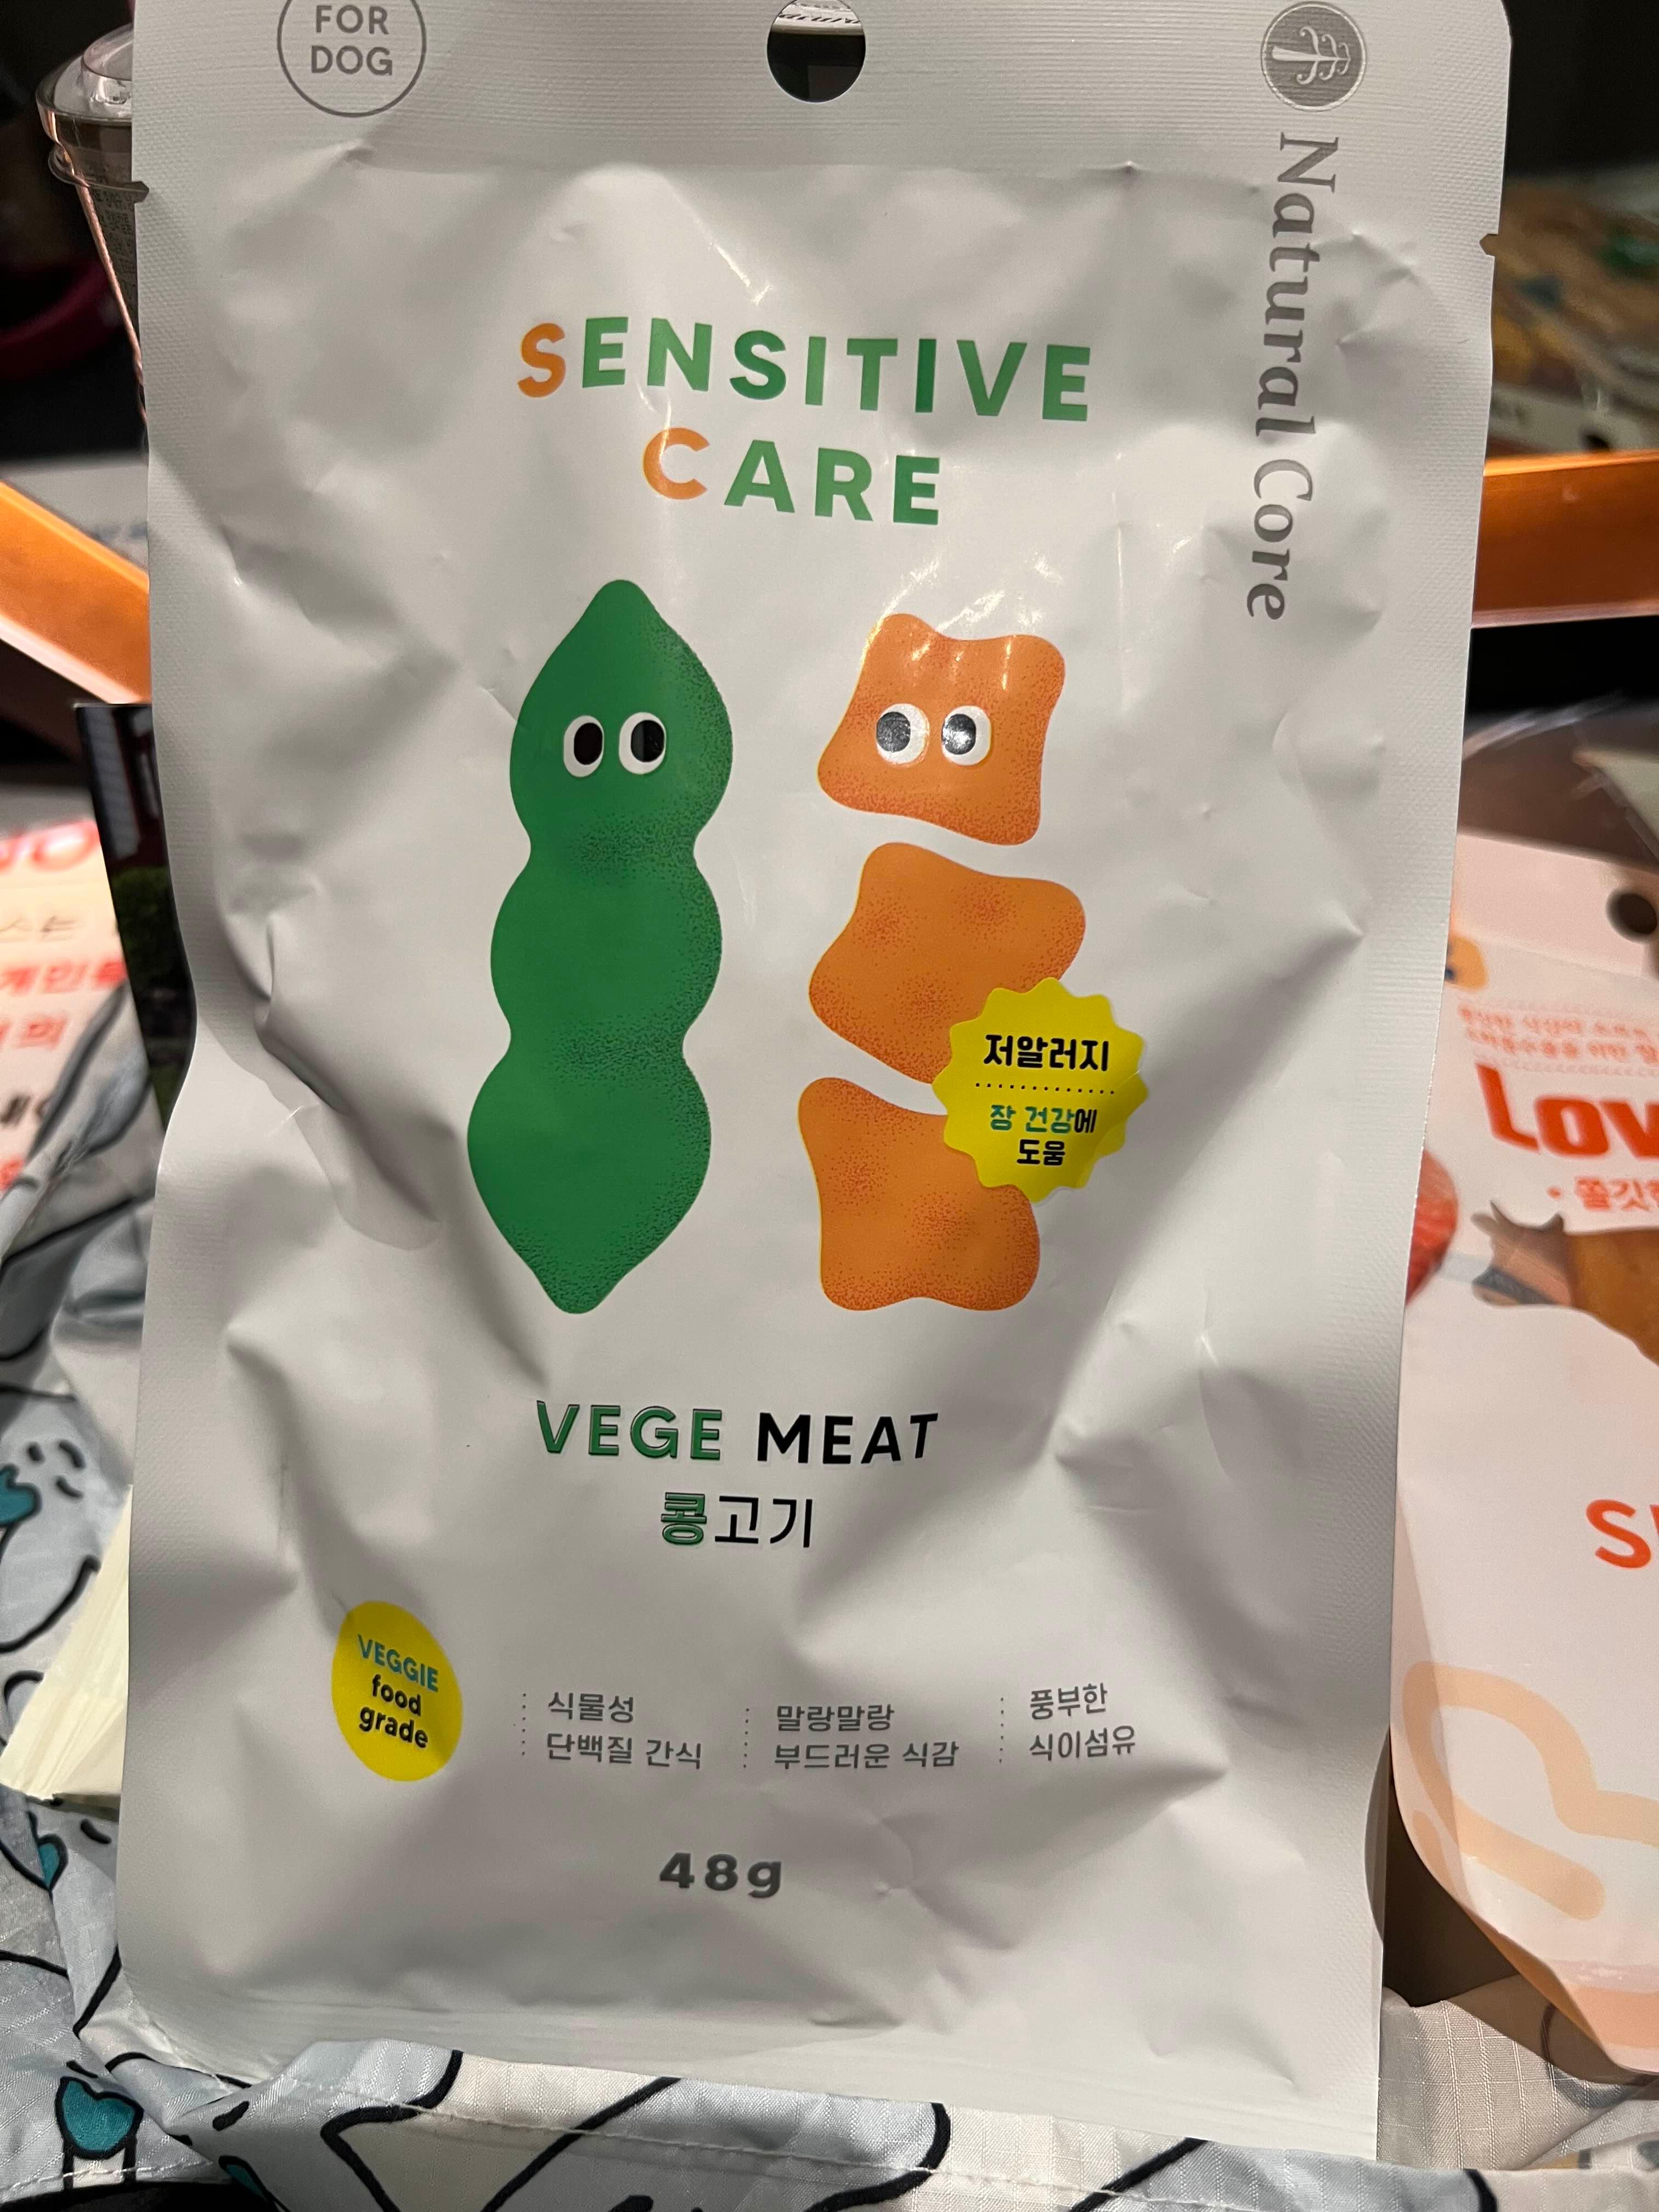 FOR
DOG
Natural Core
SENSITIVE
CARE
저알러지
장 건강에
도움
VEGE MEAT
콩고기
VEGGIE
food
grade
식물성
단백질 간식
말랑말랑
부드러운 식감
풍부한
식이섬유
48g